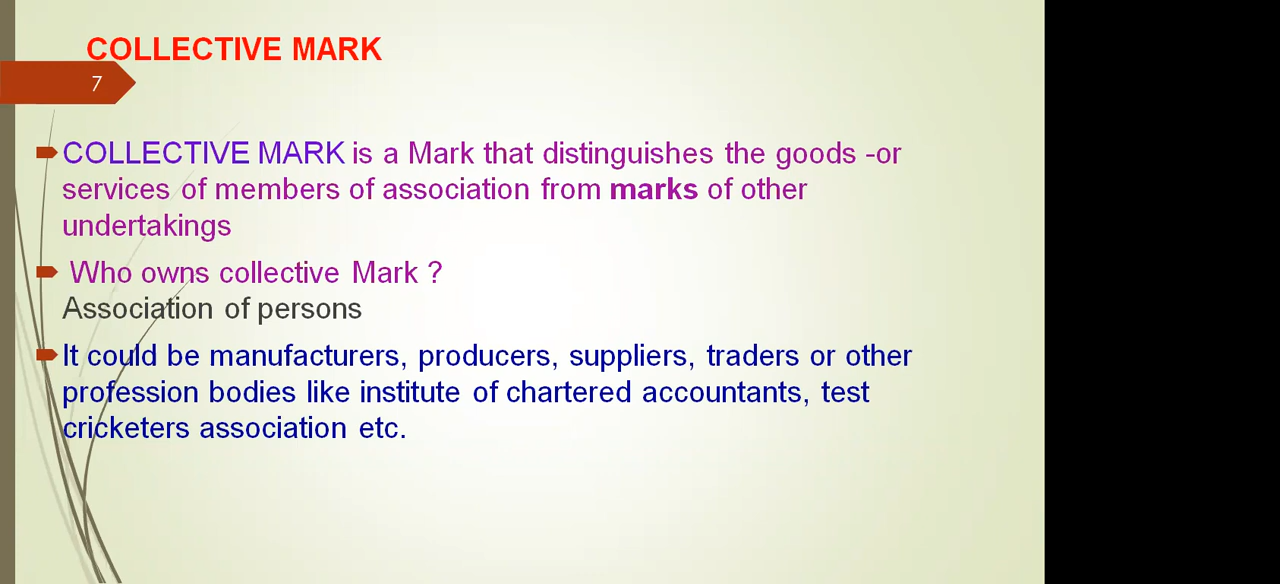 COLLECTIVE MARK
7
COLLECTIVE MARK is a Mark that distinguishes the goods -or
services of members of association from marks of other
undertakings
Who owns collective Mark ?
Association of persons
It could be manufacturers, producers, suppliers, traders or other
profession bodies like institute of chartered accountants, test
cricketers association etc.